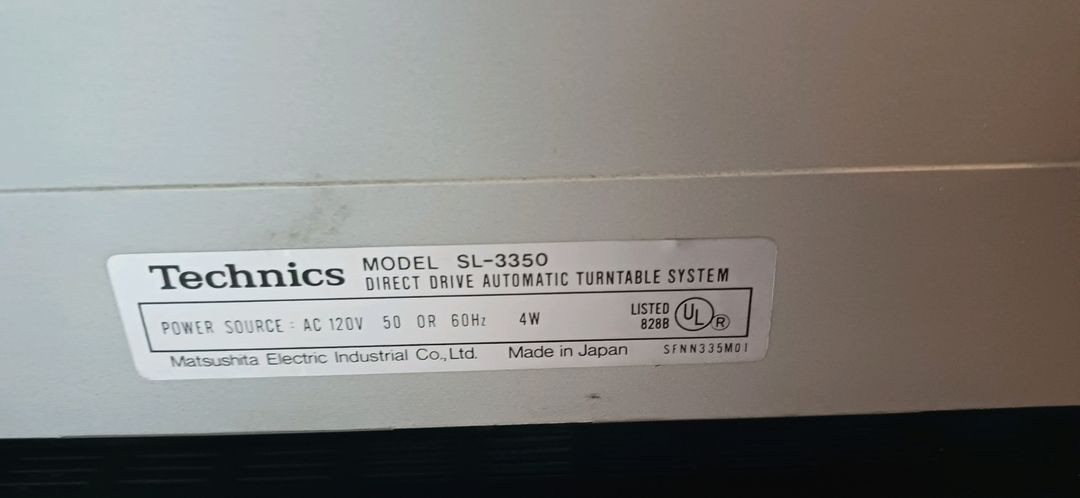 Technics MODEL SL-3350
DIRECT DRIVE AUTOMATIC TURNTABLE SYSTEM
POWER SOURCE : AC 120V 50 OR 60Hz 4W
LISTED
828B UL R
Matsushita Electric Industrial Co., Ltd. Made in Japan SFNN335M01